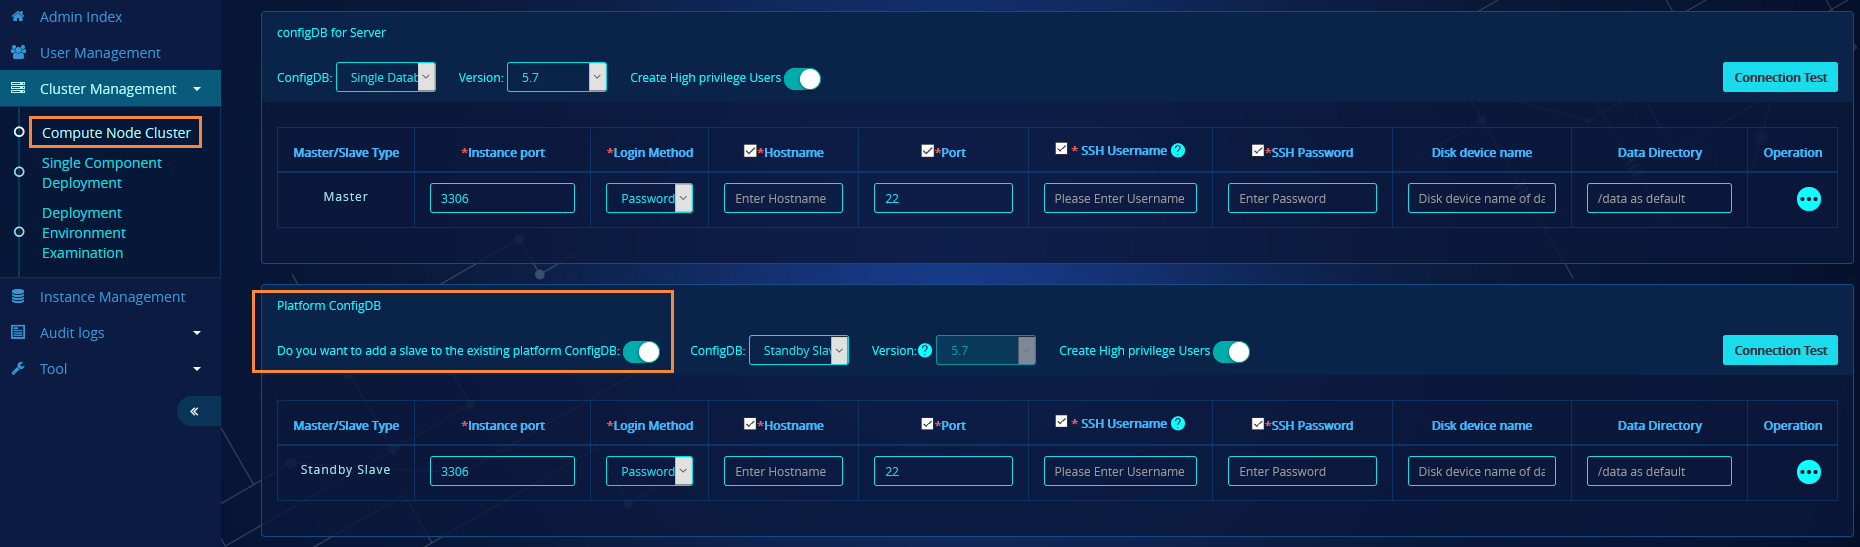 Admin Index
User Management
Cluster Management
Compute Node Cluster
Single Component
Deployment
Deployment
Environment
Examination
Instance Management
Audit logs
Tool
configDB for Server
ConfigDB: Single Datab Version: 5.7 Create High privilege Users Connection Test
Master/Slave Type *Instance port *Login Method *Hostname *Port * SSH Username ? *SSH Password Disk device name Data Directory Operation
Master 3306 Password Enter Hostname 22 Please Enter Username Enter Password Disk device name of da /data as default
Platform ConfigDB
Do you want to add a slave to the existing platform ConfigDB: ConfigDB: Standby Slav Version: ? 5.7 Create High privilege Users Connection Test
Master/Slave Type *Instance port *Login Method *Hostname *Port * SSH Username ? *SSH Password Disk device name Data Directory Operation
Standby Slave 3306 Password Enter Hostname 22 Please Enter Username Enter Password Disk device name of da /data as default